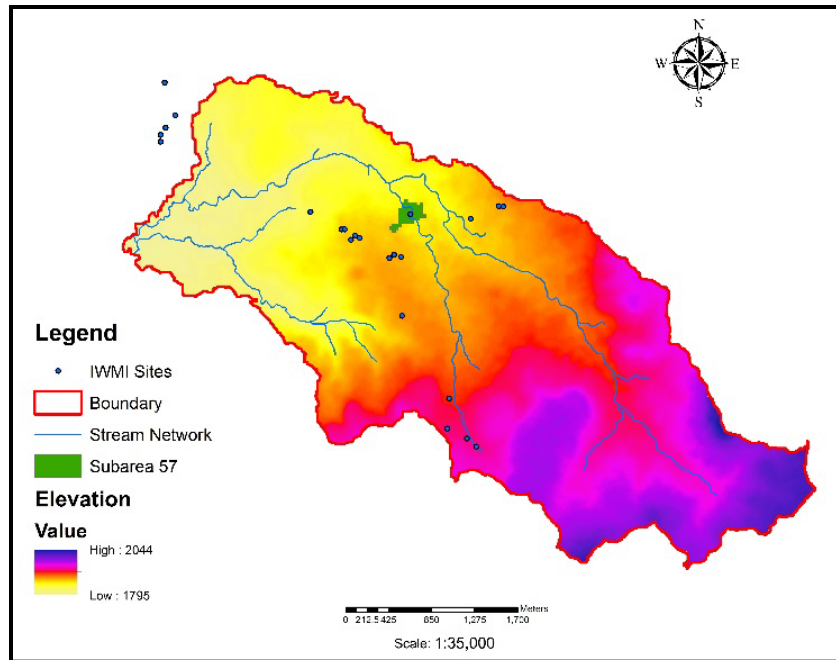 N
W E
S
Legend
IWMI Sites
Boundary
Stream Network
Subarea 57
Elevation
Value
High : 2044
Low : 1795
Meters
0 212.5 425 850 1,275 1,700
Scale: 1:35,000